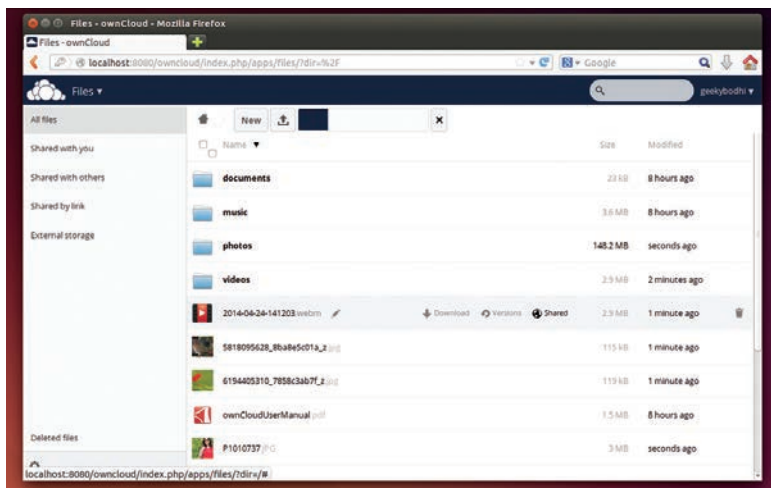 Files - ownCloud - Mozilla Firefox
Files - ownCloud
localhost:8080/owncloud/index.php/apps/files/?dir=%2F
Google
Files
geekybodhi
All files
New
Shared with you
Name
Size
Modified
Shared with others
documents
23 kB
8 hours ago
Shared by link
music
3.6 MB
8 hours ago
External storage
photos
148.2 MB
seconds ago
videos
2.9 MB
2 minutes ago
2014-04-24-141203.webm
Download
Versions
Shared
2.9 MB
1 minute ago
5818095628_8ba8e5c01a_z.jpg
115 kB
1 minute ago
6194405310_7858c3ab7f_z.jpg
119 kB
1 minute ago
ownCloudUserManual.pdf
1.5 MB
8 hours ago
Deleted files
P1010737.JPG
3 MB
seconds ago
localhost:8080/owncloud/index.php/apps/files/?dir=/#